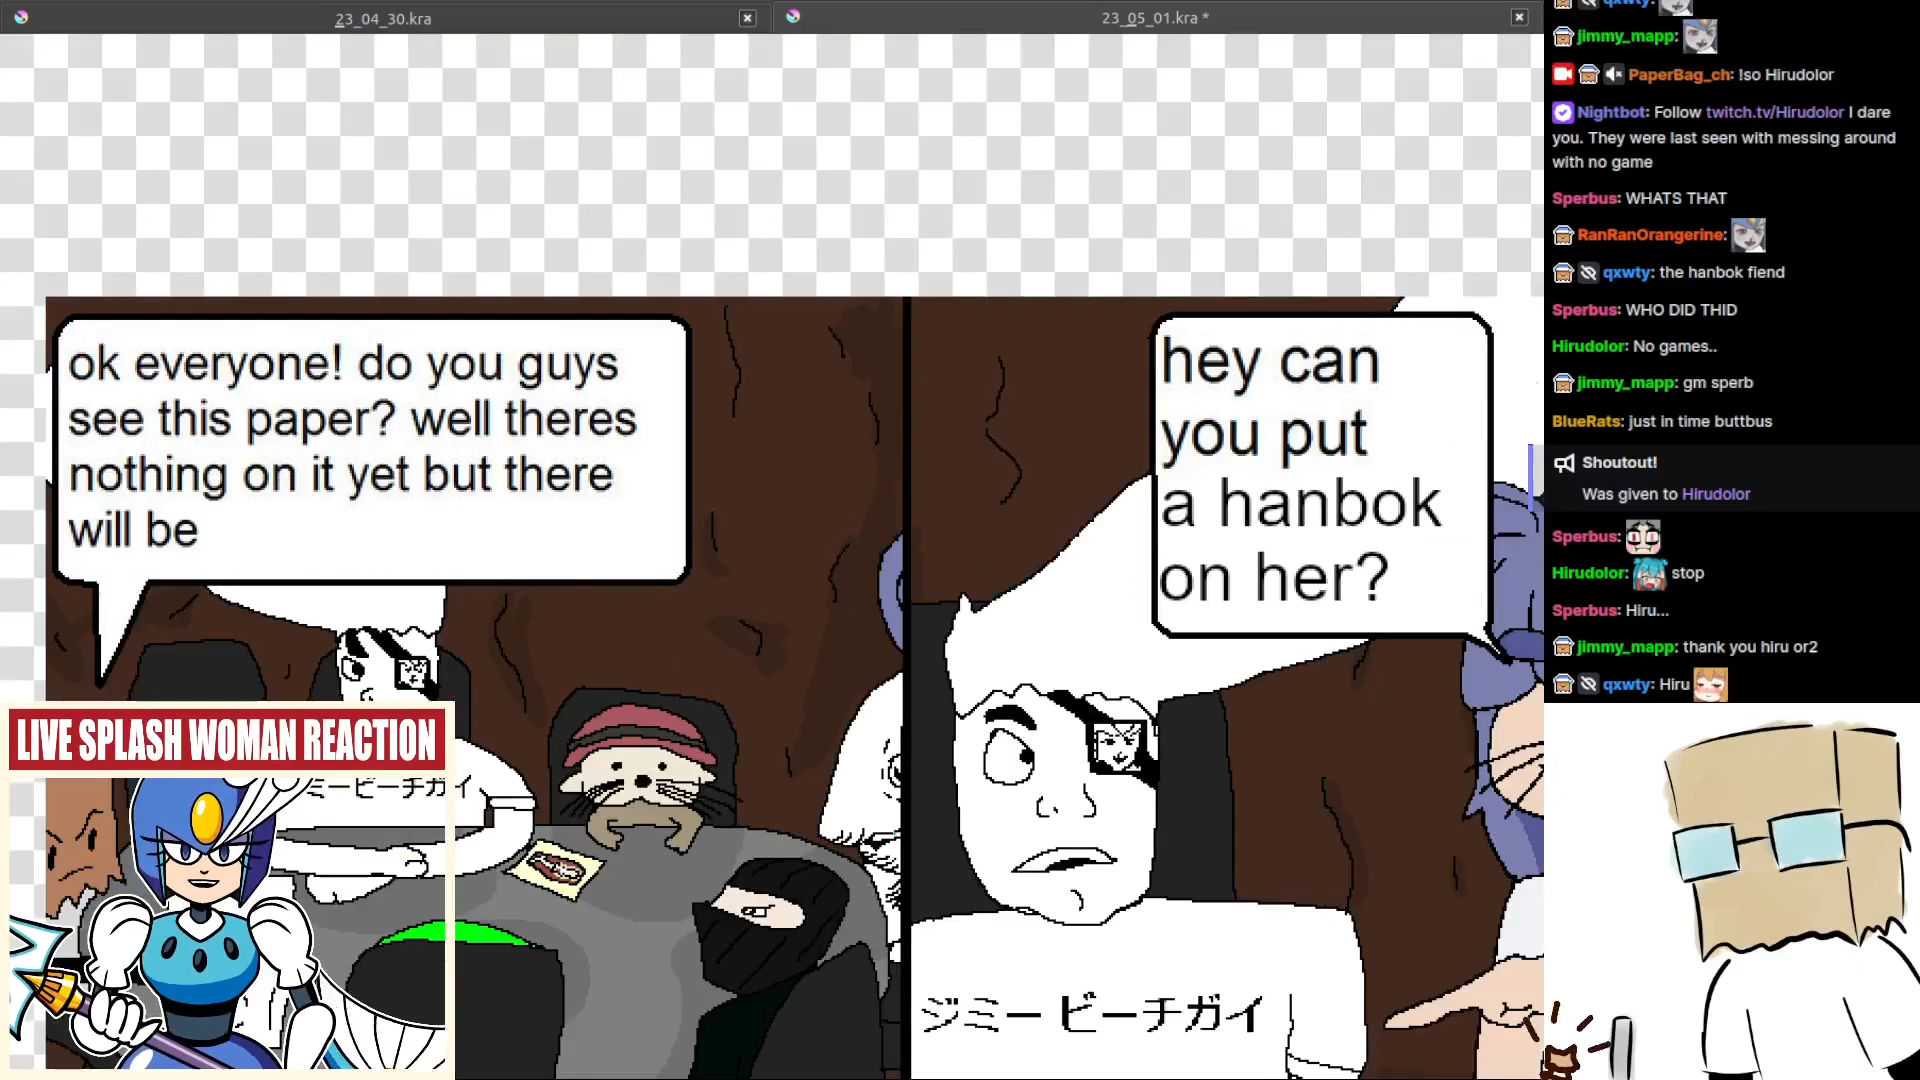 23_04_30.kra
23_05_01.kra *
ok everyone! do you guys
see this paper? well theres
nothing on it yet but there
will be
hey can
you put
a hanbok
on her?
LIVE SPLASH WOMAN REACTION
ミービーチガイ
ジミー ビーチガイ
qxwty:
jimmy_mapp:
PaperBag_ch: !so Hirudolor
Nightbot: Follow twitch.tv/Hirudolor I dare
you. They were last seen with messing around
with no game
Sperbus: WHATS THAT
RanRanOrangerine:
qxwty: the hanbok fiend
Sperbus: WHO DID THID
Hirudolor: No games..
jimmy_mapp: gm sperb
BlueRats: just in time buttbus
Shoutout!
Was given to Hirudolor
Sperbus:
Hirudolor: stop
Sperbus: Hiru...
jimmy_mapp: thank you hiru or2
qxwty: Hiru